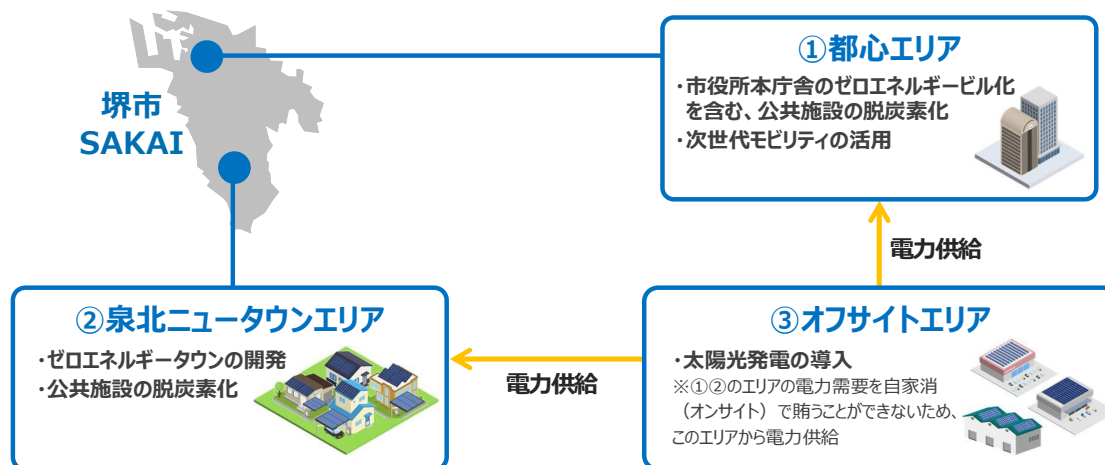 堺市
SAKAI
①都心エリア
・市役所本庁舎のゼロエネルギービル化
を含む、公共施設の脱炭素化
・次世代モビリティの活用
電力供給
②泉北ニュータウンエリア
・ゼロエネルギータウンの開発
・公共施設の脱炭素化
電力供給
③オフサイトエリア
・太陽光発電の導入
※①②のエリアの電力需要を自家消
（オンサイト）で賄うことができないため、
このエリアから電力供給